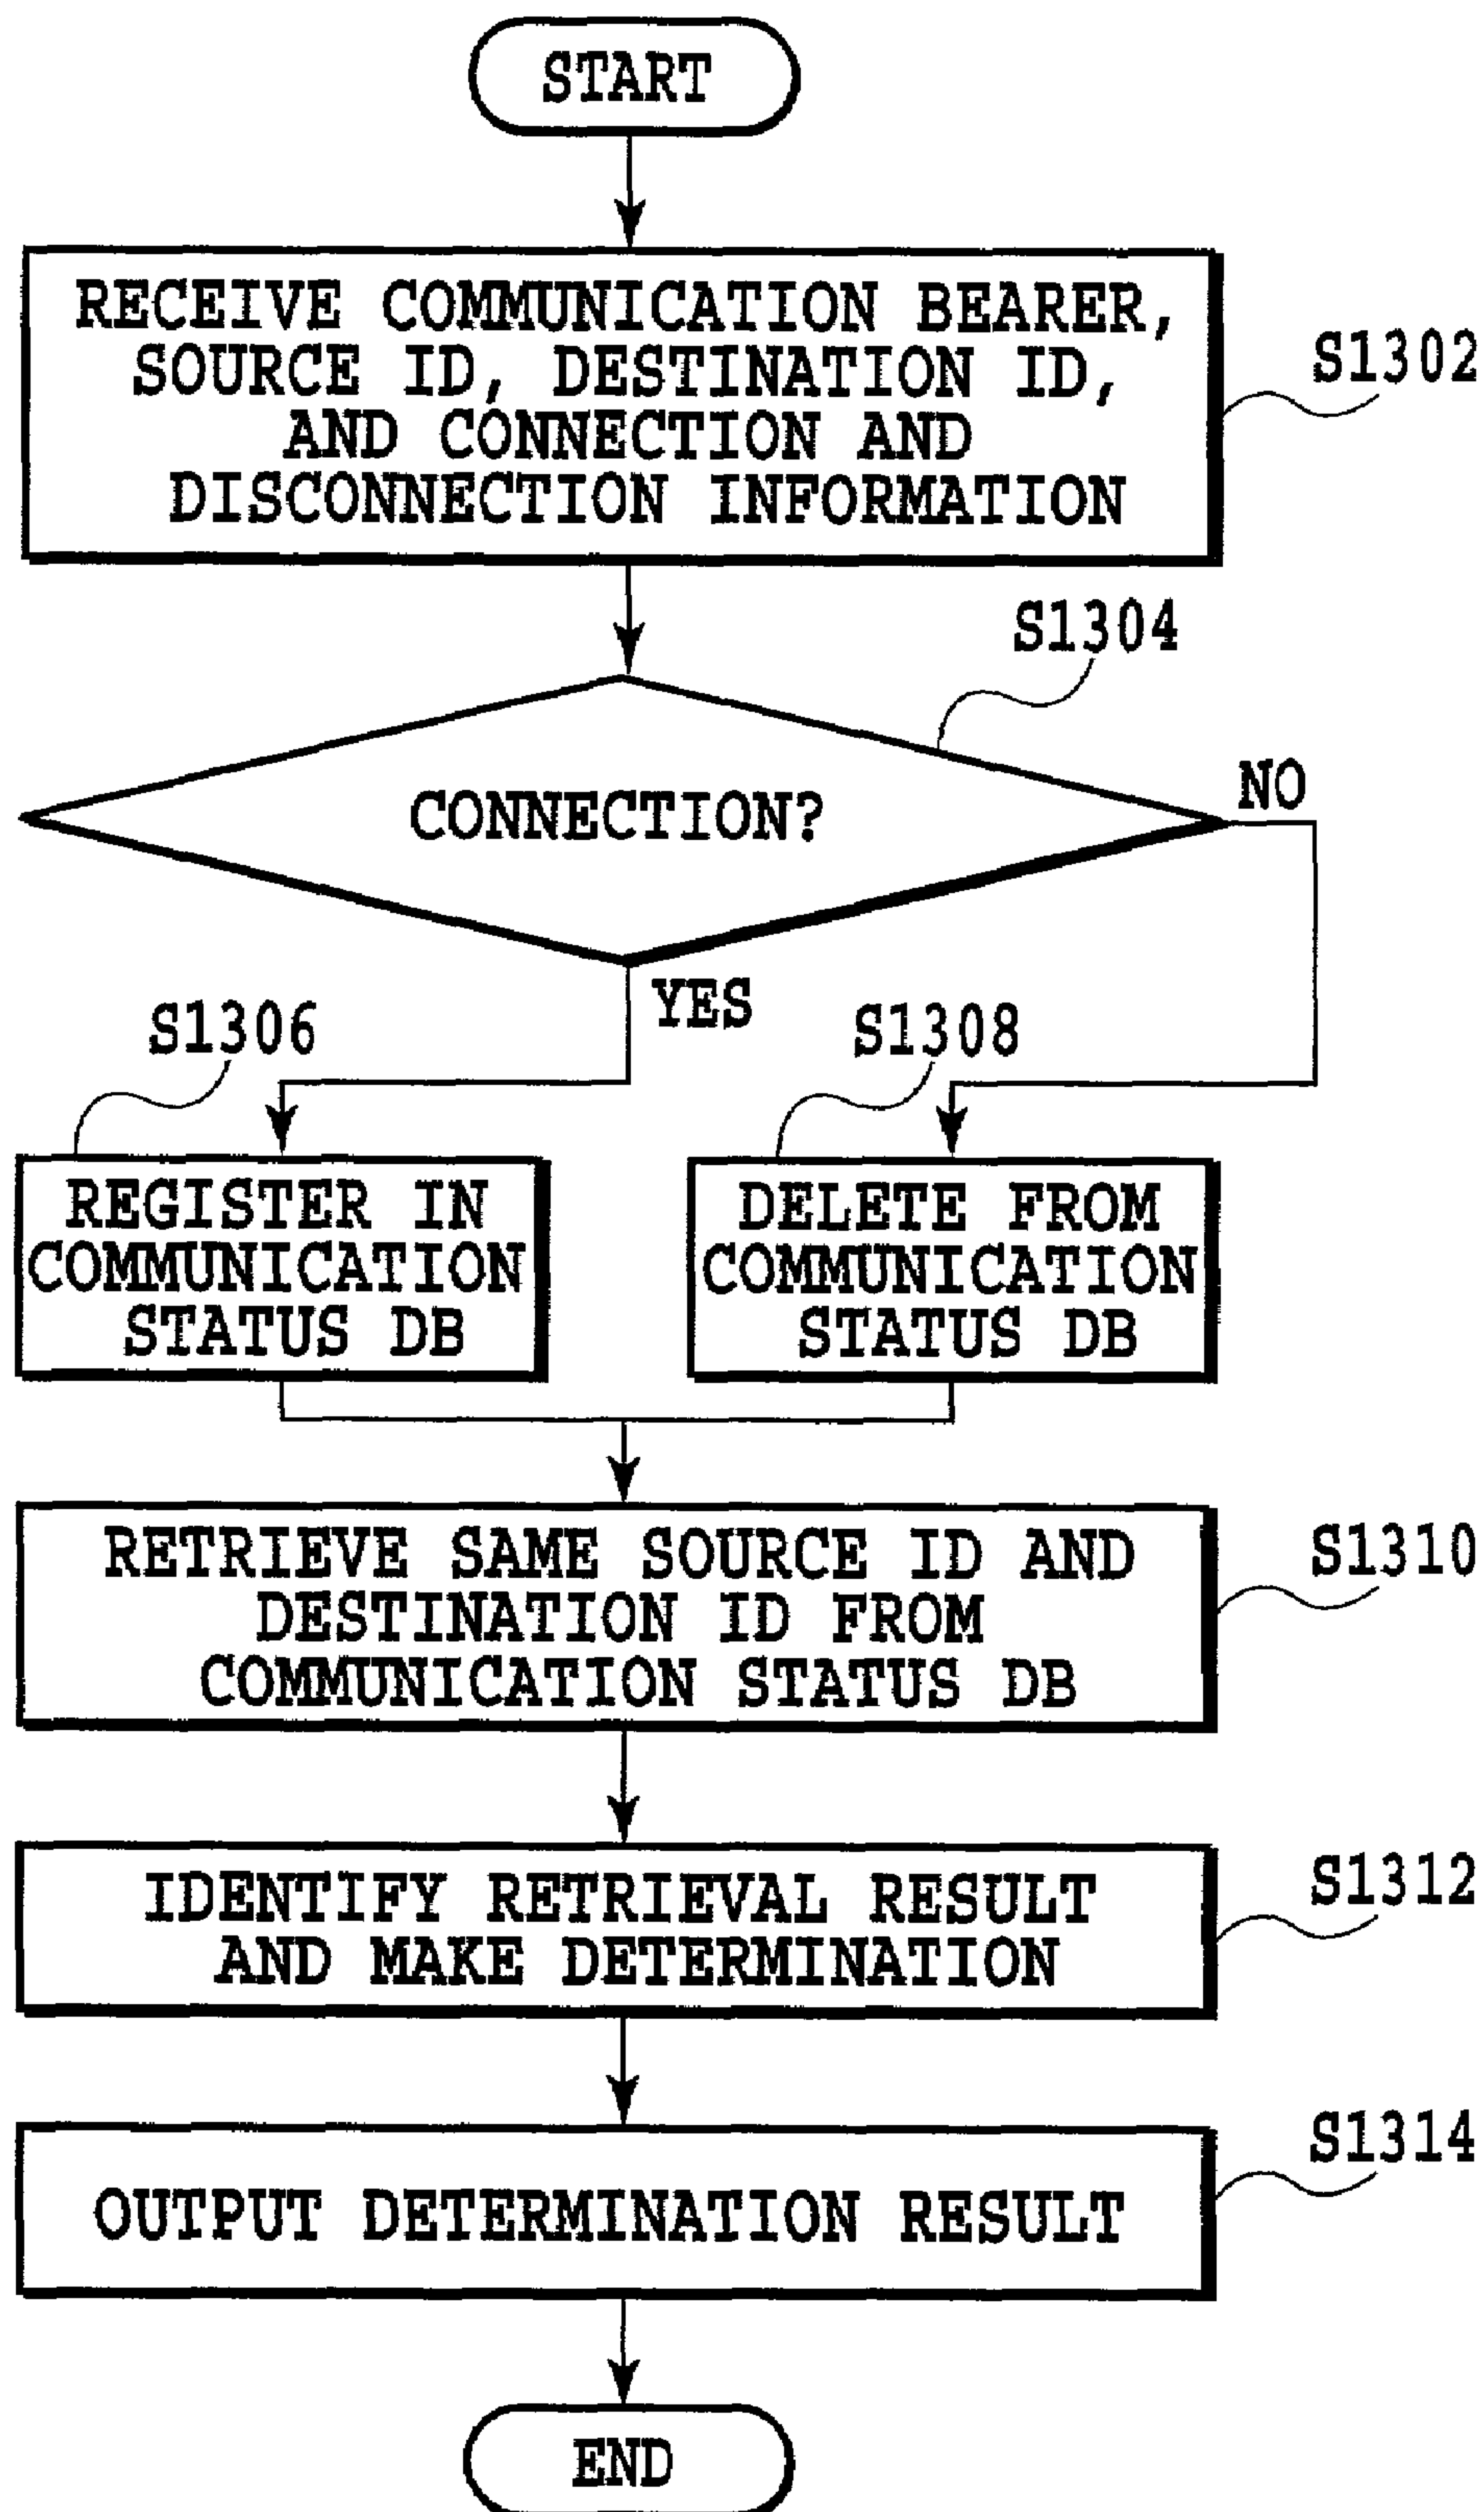 START
RECEIVE COMMUNICATION BEARER,
SOURCE ID, DESTINATION ID,
AND CONNECTION AND
DISCONNECTION INFORMATION
S1302
S1304
CONNECTION?
NO
YES
S1306
S1308
REGISTER IN
COMMUNICATION
STATUS DB
DELETE FROM
COMMUNICATION
STATUS DB
RETRIEVE SAME SOURCE ID AND
DESTINATION ID FROM
COMMUNICATION STATUS DB
S1310
IDENTIFY RETRIEVAL RESULT
AND MAKE DETERMINATION
S1312
OUTPUT DETERMINATION RESULT
S1314
END